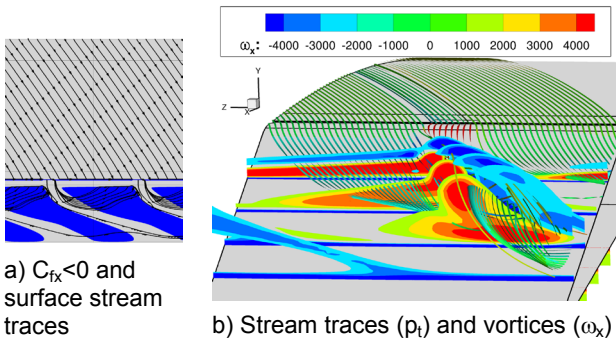 ωx: -4000 -3000 -2000 -1000 0 1000 2000 3000 4000
Y
Z
X
a) Cfx<0 and
surface stream
traces
b) Stream traces (pt) and vortices (ωx)